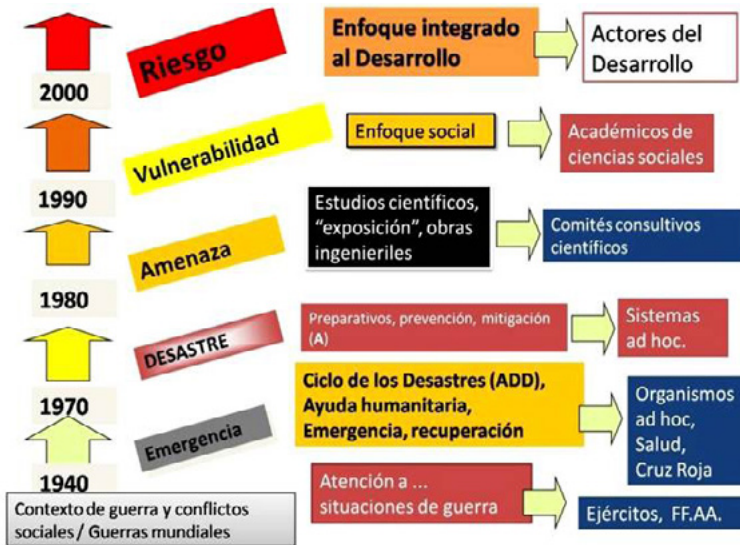 2000
Riesgo
Enfoque integrado
al Desarrollo
Actores del
Desarrollo
1990
Vulnerabilidad
Enfoque social
Académicos de
ciencias sociales
1980
Amenaza
Estudios científicos,
“exposición”, obras
ingenieriles
Comités consultivos
científicos
1970
DESASTRE
Preparativos, prevención, mitigación
(A)
Sistemas
ad hoc.
Emergencia
Ciclo de los Desastres (ADD),
Ayuda humanitaria,
Emergencia, recuperación
Organismos
ad hoc,
Salud,
Cruz Roja
1940
Contexto de guerra y conflictos
sociales / Guerras mundiales
Atención a ...
situaciones de guerra
Ejércitos, FF.AA.